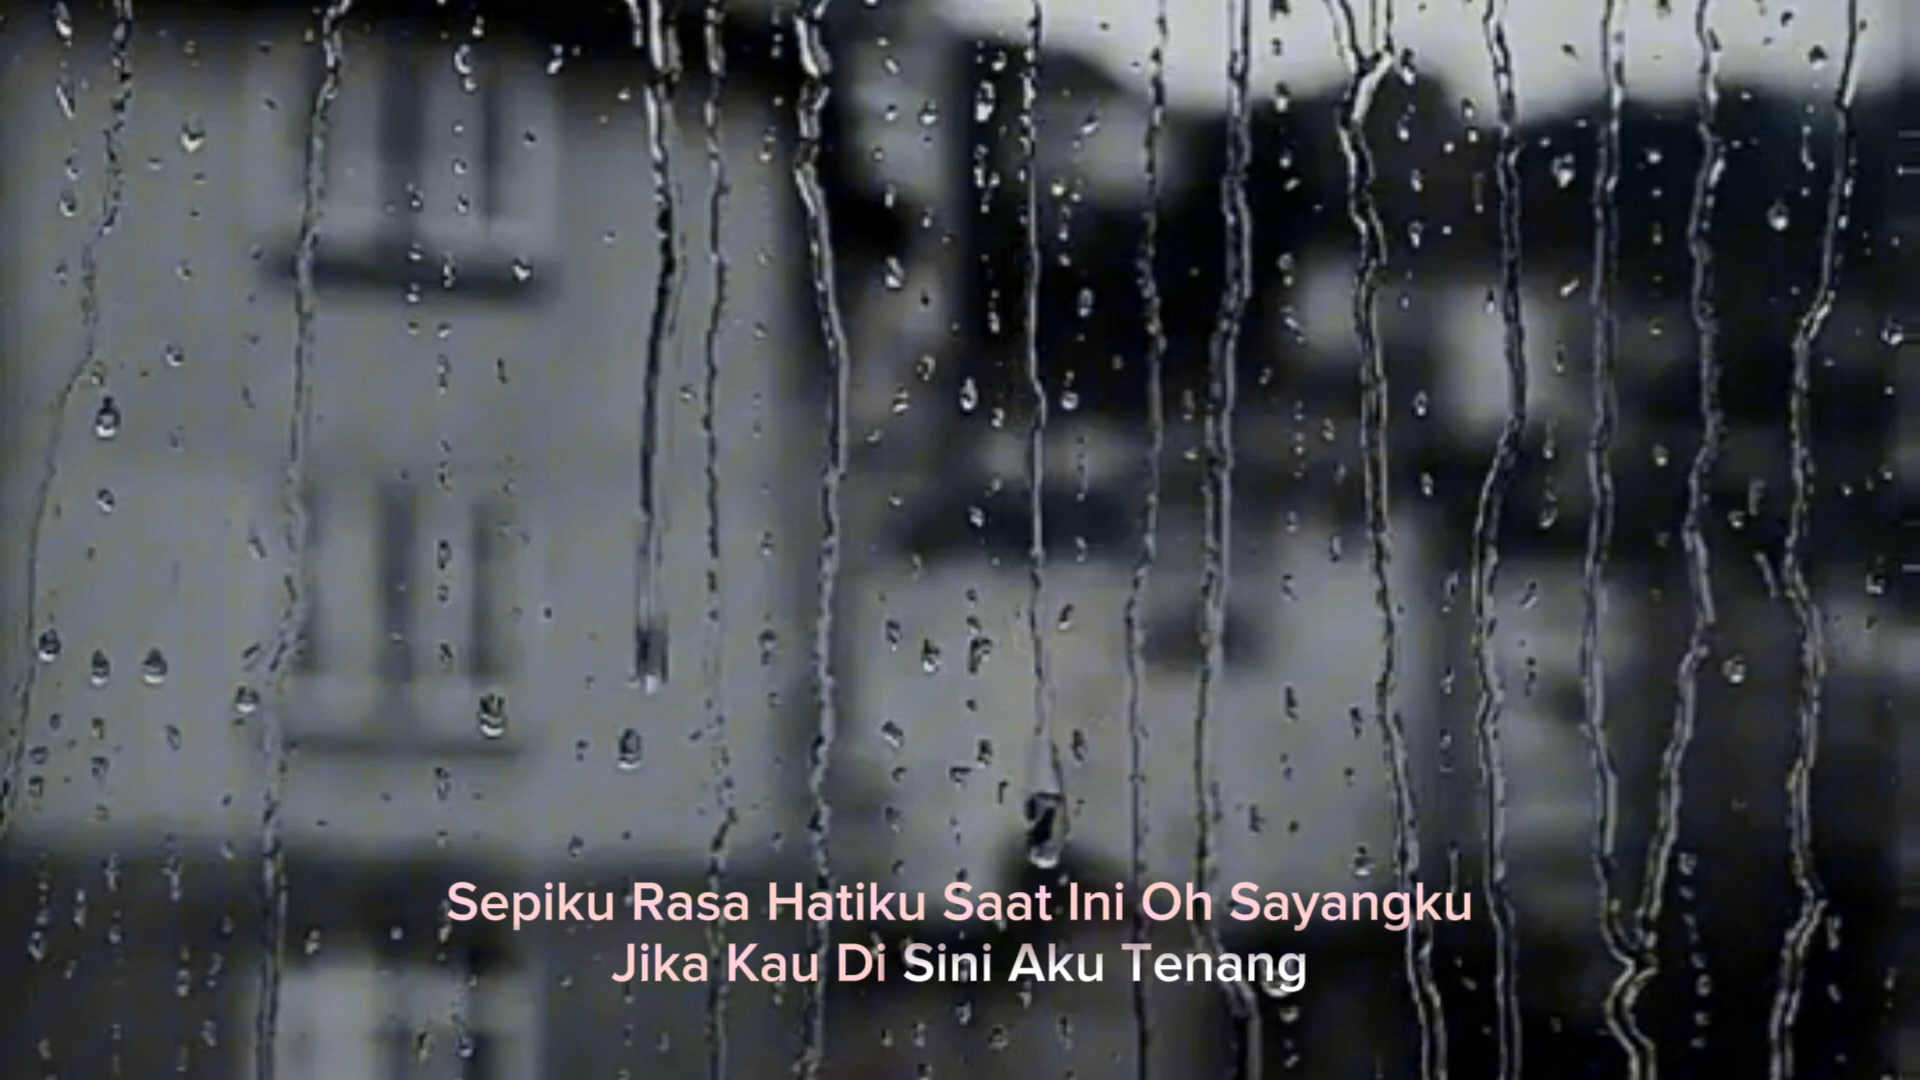 Sepiku Rasa Hatiku Saat Ini Oh Sayangku
Jika Kau Di Sini Aku Tenang